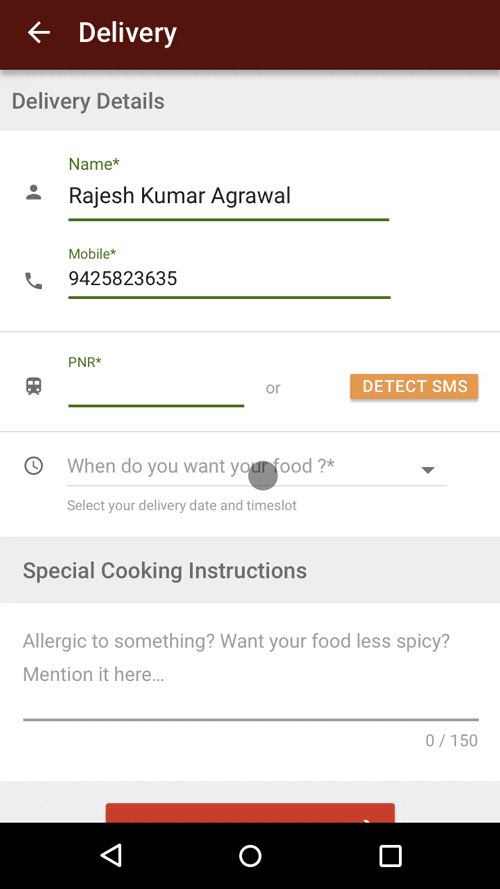 Delivery
Delivery Details
Name*
Rajesh Kumar Agrawal
Mobile*
9425823635
PNR*
or
DETECT SMS
When do you want your food ?*
Select your delivery date and timeslot
Special Cooking Instructions
Allergic to something? Want your food less spicy?
Mention it here...
0 / 150